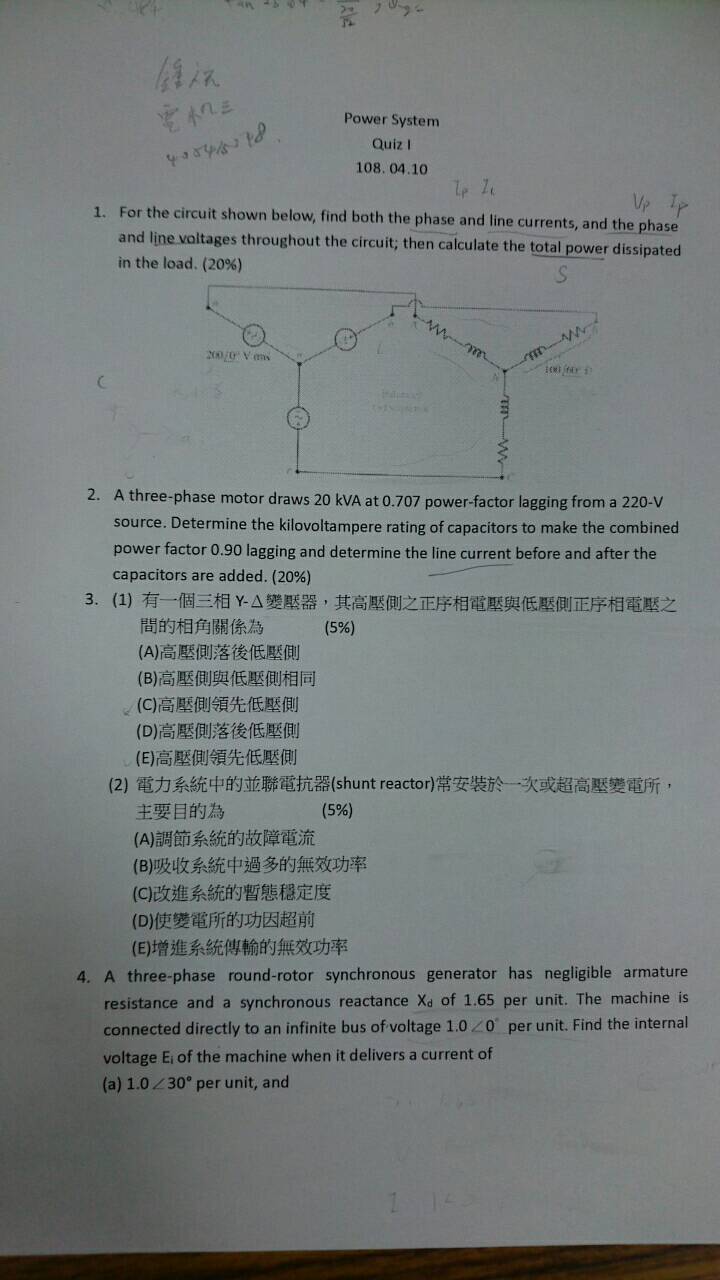 Power System
Quiz I
108. 04.10
Ip IL
Vp Ip
1. For the circuit shown below, find both the phase and line currents, and the phase
and line voltages throughout the circuit; then calculate the total power dissipated
in the load. (20%)
S
200/0° V rms
100/60° Ω
2. A three-phase motor draws 20 kVA at 0.707 power-factor lagging from a 220-V
source. Determine the kilovoltampere rating of capacitors to make the combined
power factor 0.90 lagging and determine the line current before and after the
capacitors are added. (20%)
3. (1) 有一個三相 Y-Δ變壓器，其高壓側之正序相電壓與低壓側正序相電壓之
間的相角關係為 (5%)
(A)高壓側落後低壓側
(B)高壓側與低壓側相同
(C)高壓側領先低壓側
(D)高壓側落後低壓側
(E)高壓側領先低壓側
(2) 電力系統中的並聯電抗器(shunt reactor)常安裝於一次或超高壓變電所，
主要目的為 (5%)
(A)調節系統的故障電流
(B)吸收系統中過多的無效功率
(C)改進系統的暫態穩定度
(D)使變電所的功因超前
(E)增進系統傳輸的無效功率
4. A three-phase round-rotor synchronous generator has negligible armature
resistance and a synchronous reactance Xd of 1.65 per unit. The machine is
connected directly to an infinite bus of voltage 1.0∠0° per unit. Find the internal
voltage Ei of the machine when it delivers a current of
(a) 1.0∠30° per unit, and